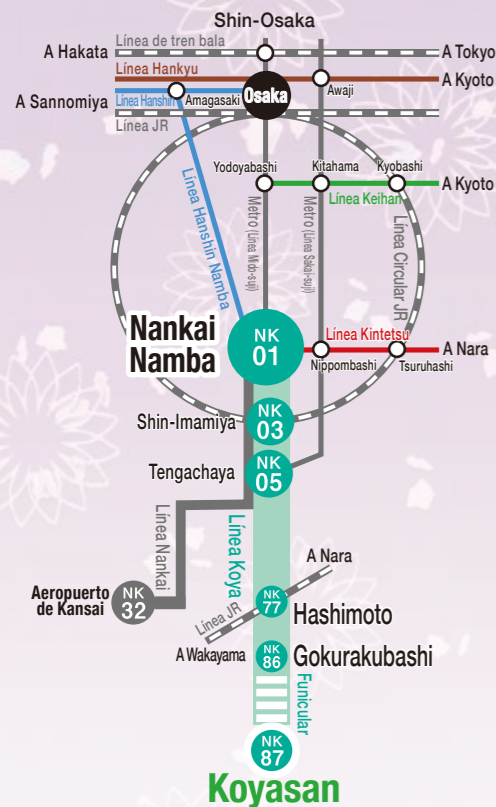 Shin-Osaka
A Hakata
Línea de tren bala
A Tokyo
Línea Hankyu
A Kyoto
Osaka
Awaji
A Sannomiya
Línea Hanshin
Amagasaki
Línea JR
Yodoyabashi
Kitahama
Kyobashi
A Kyoto
Línea Keihan
Línea Hanshin Namba
Metro (Línea Mido-suji)
Metro (Línea Sakai-suji)
Línea Circular JR
Nankai
Namba
NK
01
Línea Kintetsu
A Nara
Nippombashi
Tsuruhashi
Shin-Imamiya
NK
03
Tengachaya
NK
05
Línea Nankai
Línea Koya
A Nara
Aeropuerto
de Kansai
NK
32
NK
77
Hashimoto
Línea JR
A Wakayama
NK
86
Gokurakubashi
Funicular
NK
87
Koyasan